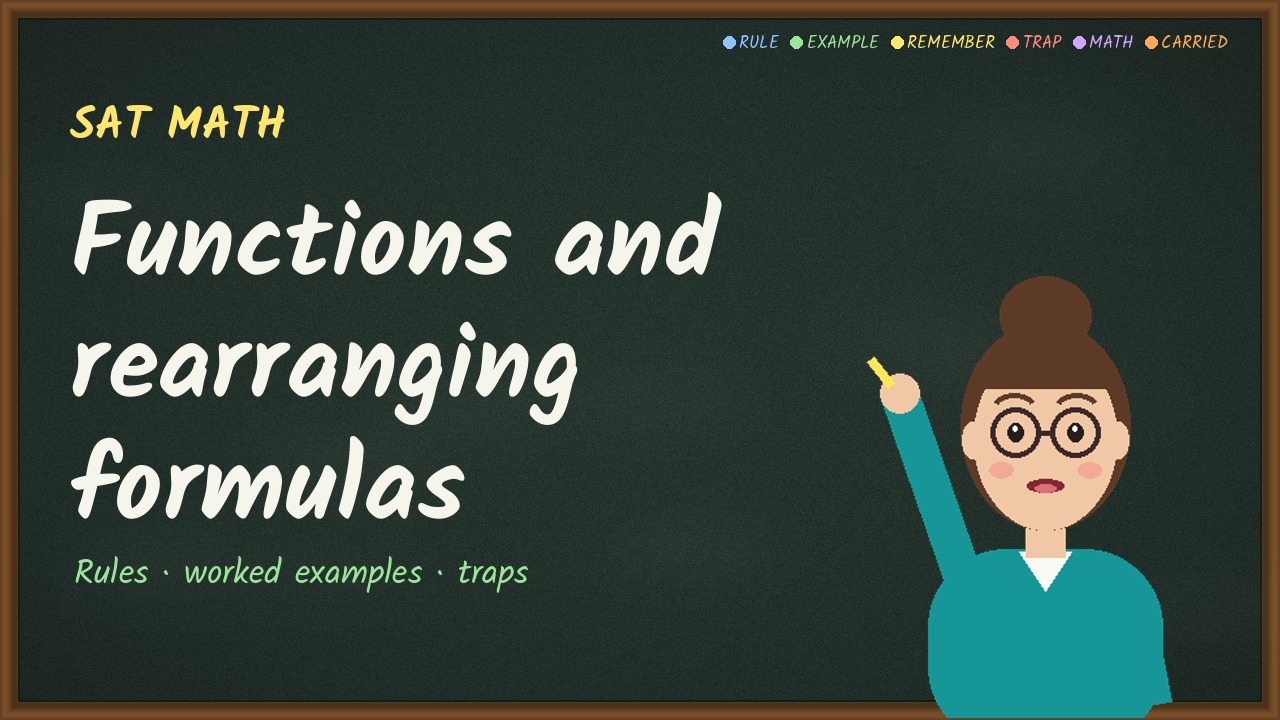 RULE EXAMPLE REMEMBER TRAP MATH CARRIED
SAT MATH
Functions and
rearranging
formulas
Rules · worked examples · traps